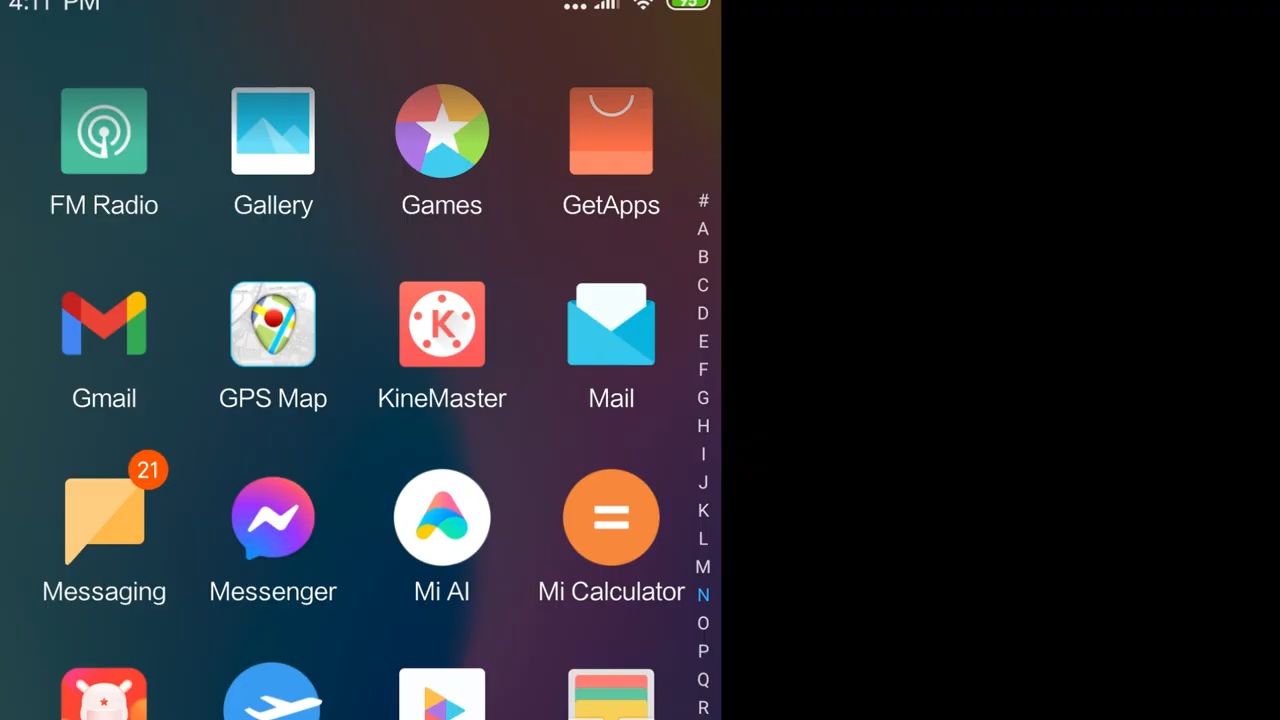 4:11 PM
95
FM Radio Gallery Games GetApps
Gmail GPS Map KineMaster Mail
K
21
Messaging Messenger Mi AI Mi Calculator
#
A
B
C
D
E
F
G
H
I
J
K
L
M
N
O
P
Q
R